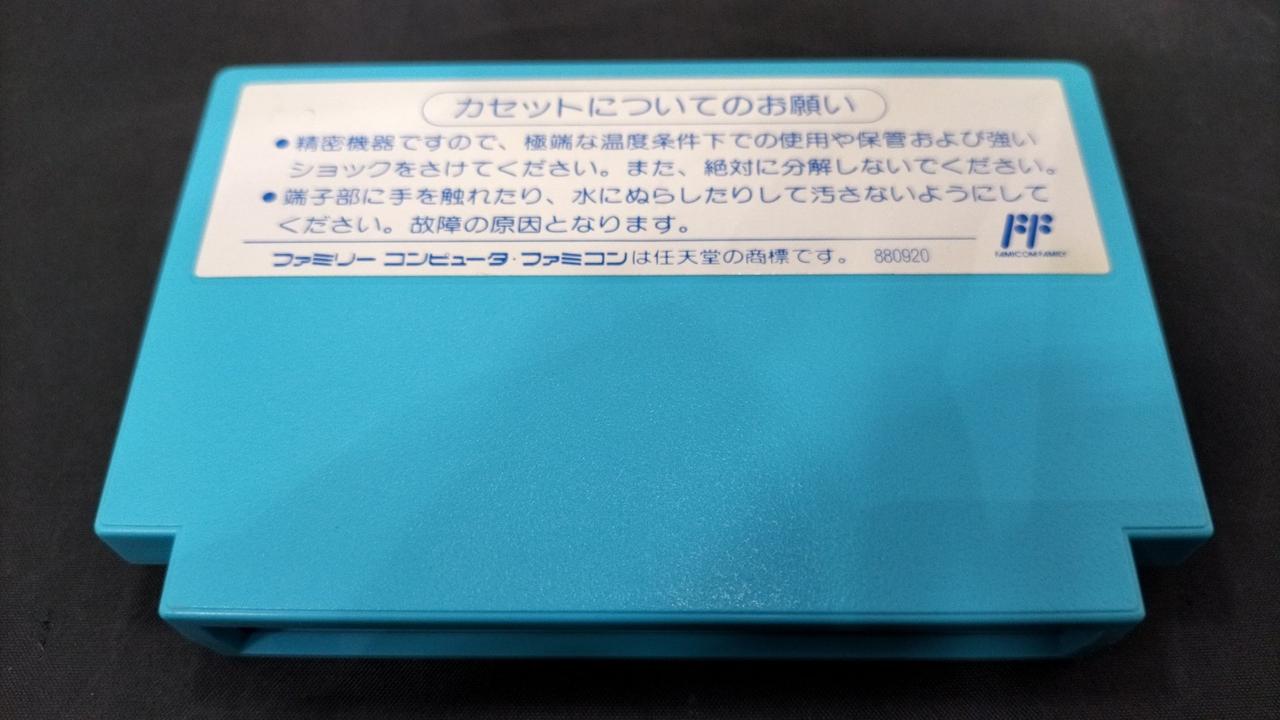 カセットについてのお願い
●精密機器ですので、極端な温度条件下での使用や保管および強い
ショックをさけてください。また、絶対に分解しないでください。
●端子部に手を触れたり、水にぬらしたりして汚さないようにして
ください。故障の原因となります。
FF
FAMICOM FAMILY
ファミリー コンピュータ・ファミコンは任天堂の商標です。 880920